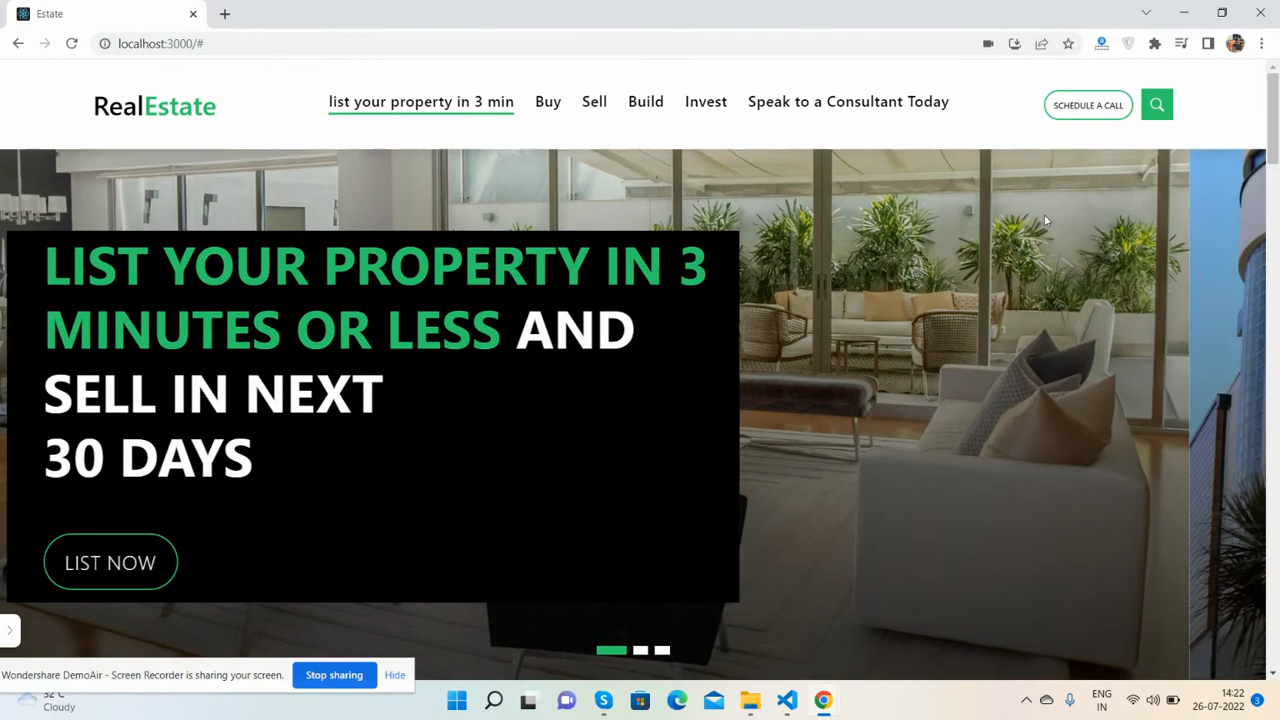 Estate
localhost:3000/#
RealEstate
list your property in 3 min Buy Sell Build Invest Speak to a Consultant Today
SCHEDULE A CALL
LIST YOUR PROPERTY IN 3
MINUTES OR LESS AND
SELL IN NEXT
30 DAYS
LIST NOW
Wondershare DemoAir - Screen Recorder is sharing your screen. Stop sharing Hide
32°C
Cloudy
ENG
IN
14:22
26-07-2022
3